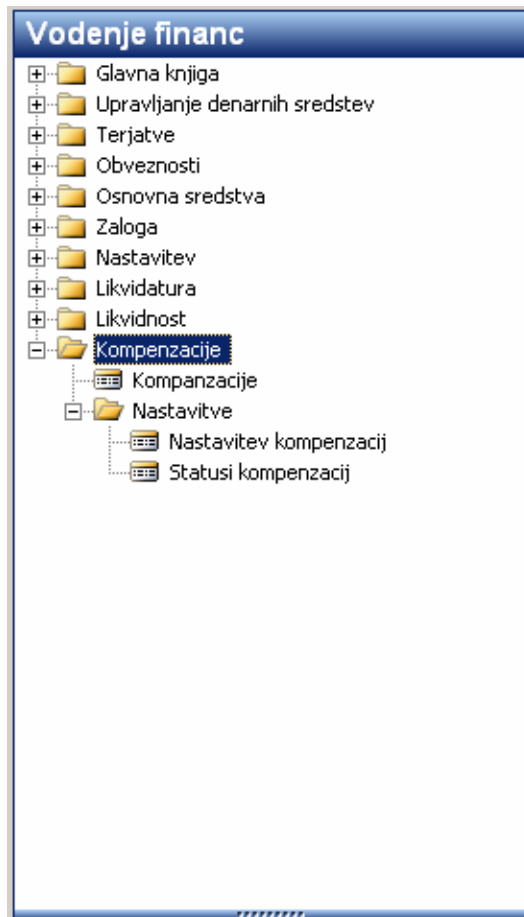 Vodenje financ
Glavna knjiga
Upravljanje denarnih sredstev
Terjatve
Obveznosti
Osnovna sredstva
Zaloga
Nastavitev
Likvidatura
Likvidnost
Kompenzacije
Kompanzacije
Nastavitve
Nastavitev kompenzacij
Statusi kompenzacij